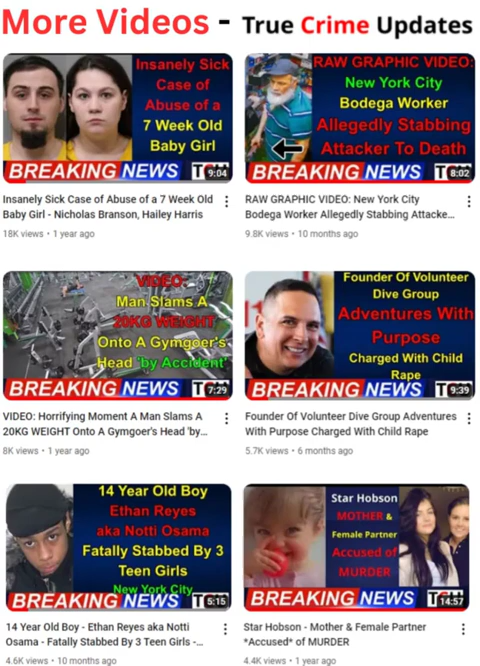 More Videos - True Crime Updates
Insanely Sick
Case of
Abuse of a
7 Week Old
Baby Girl
BREAKING NEWS
9:04
Insanely Sick Case of Abuse of a 7 Week Old
Baby Girl - Nicholas Branson, Hailey Harris
18K views • 1 year ago
RAW GRAPHIC VIDEO:
New York City
Bodega Worker
Allegedly Stabbing
Attacker To Death
BREAKING NEWS
8:02
RAW GRAPHIC VIDEO: New York City
Bodega Worker Allegedly Stabbing Attacke...
9.8K views • 10 months ago
VIDEO:
Man Slams A
20KG WEIGHT
Onto A Gymgoer's
Head 'by Accident'
BREAKING NEWS
7:29
VIDEO: Horrifying Moment A Man Slams A
20KG WEIGHT Onto A Gymgoer's Head 'by...
8K views • 1 year ago
Founder Of Volunteer
Dive Group
Adventures With
Purpose
Charged With Child
Rape
BREAKING NEWS
9:39
Founder Of Volunteer Dive Group Adventures
With Purpose Charged With Child Rape
5.7K views • 6 months ago
14 Year Old Boy
Ethan Reyes
aka Notti Osama
Fatally Stabbed By 3
Teen Girls
New York City
BREAKING NEWS
5:15
14 Year Old Boy - Ethan Reyes aka Notti
Osama - Fatally Stabbed By 3 Teen Girls -...
4.6K views • 10 months ago
Star Hobson
MOTHER &
Female Partner
Accused of
MURDER
BREAKING NEWS
14:57
Star Hobson - Mother & Female Partner
*Accused* of MURDER
4.4K views • 1 year ago